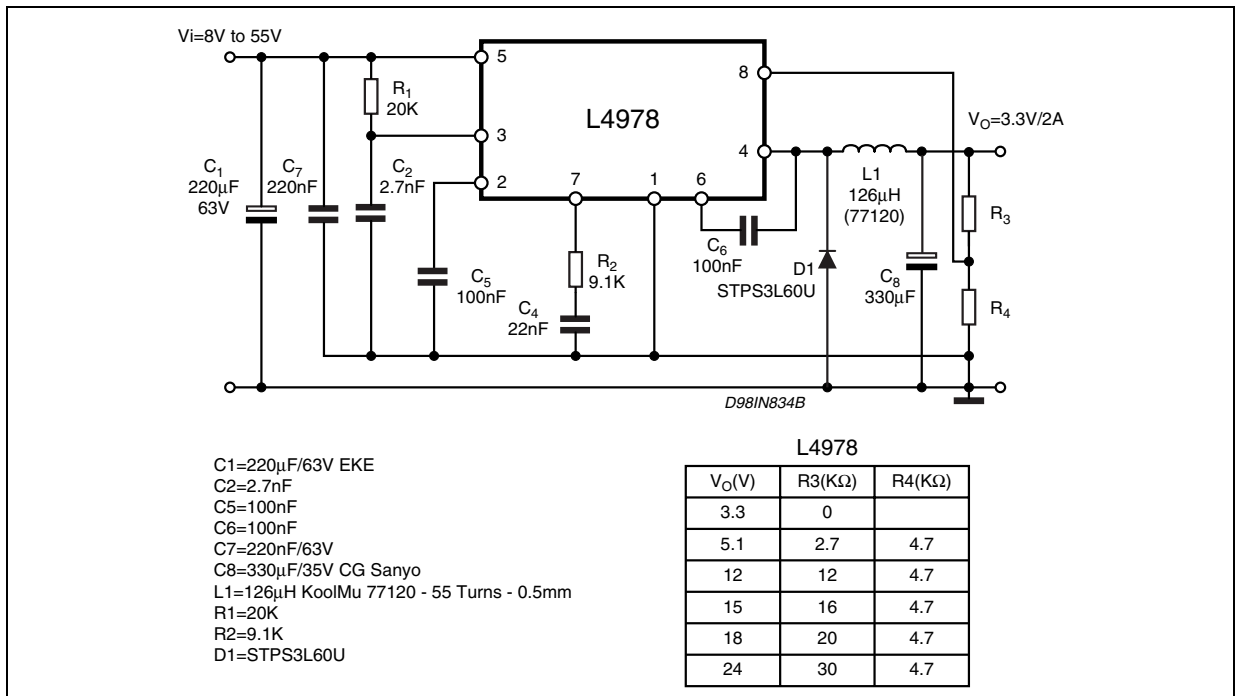 Vi=8V to 55V
5
8
R1
20K
L4978
VO=3.3V/2A
3
4
C1
220μF
63V
C7
220nF
C2
2.7nF
2
7
1
6
L1
126μH
(77120)
R3
C6
100nF
R2
9.1K
D1
STPS3L60U
C5
100nF
C8
330μF
R4
C4
22nF
D98IN834B
C1=220μF/63V EKE
C2=2.7nF
C5=100nF
C6=100nF
C7=220nF/63V
C8=330μF/35V CG Sanyo
L1=126μH KoolMu 77120 - 55 Turns - 0.5mm
R1=20K
R2=9.1K
D1=STPS3L60U
L4978
VO(V) R3(KΩ) R4(KΩ)
3.3 0
5.1 2.7 4.7
12 12 4.7
15 16 4.7
18 20 4.7
24 30 4.7